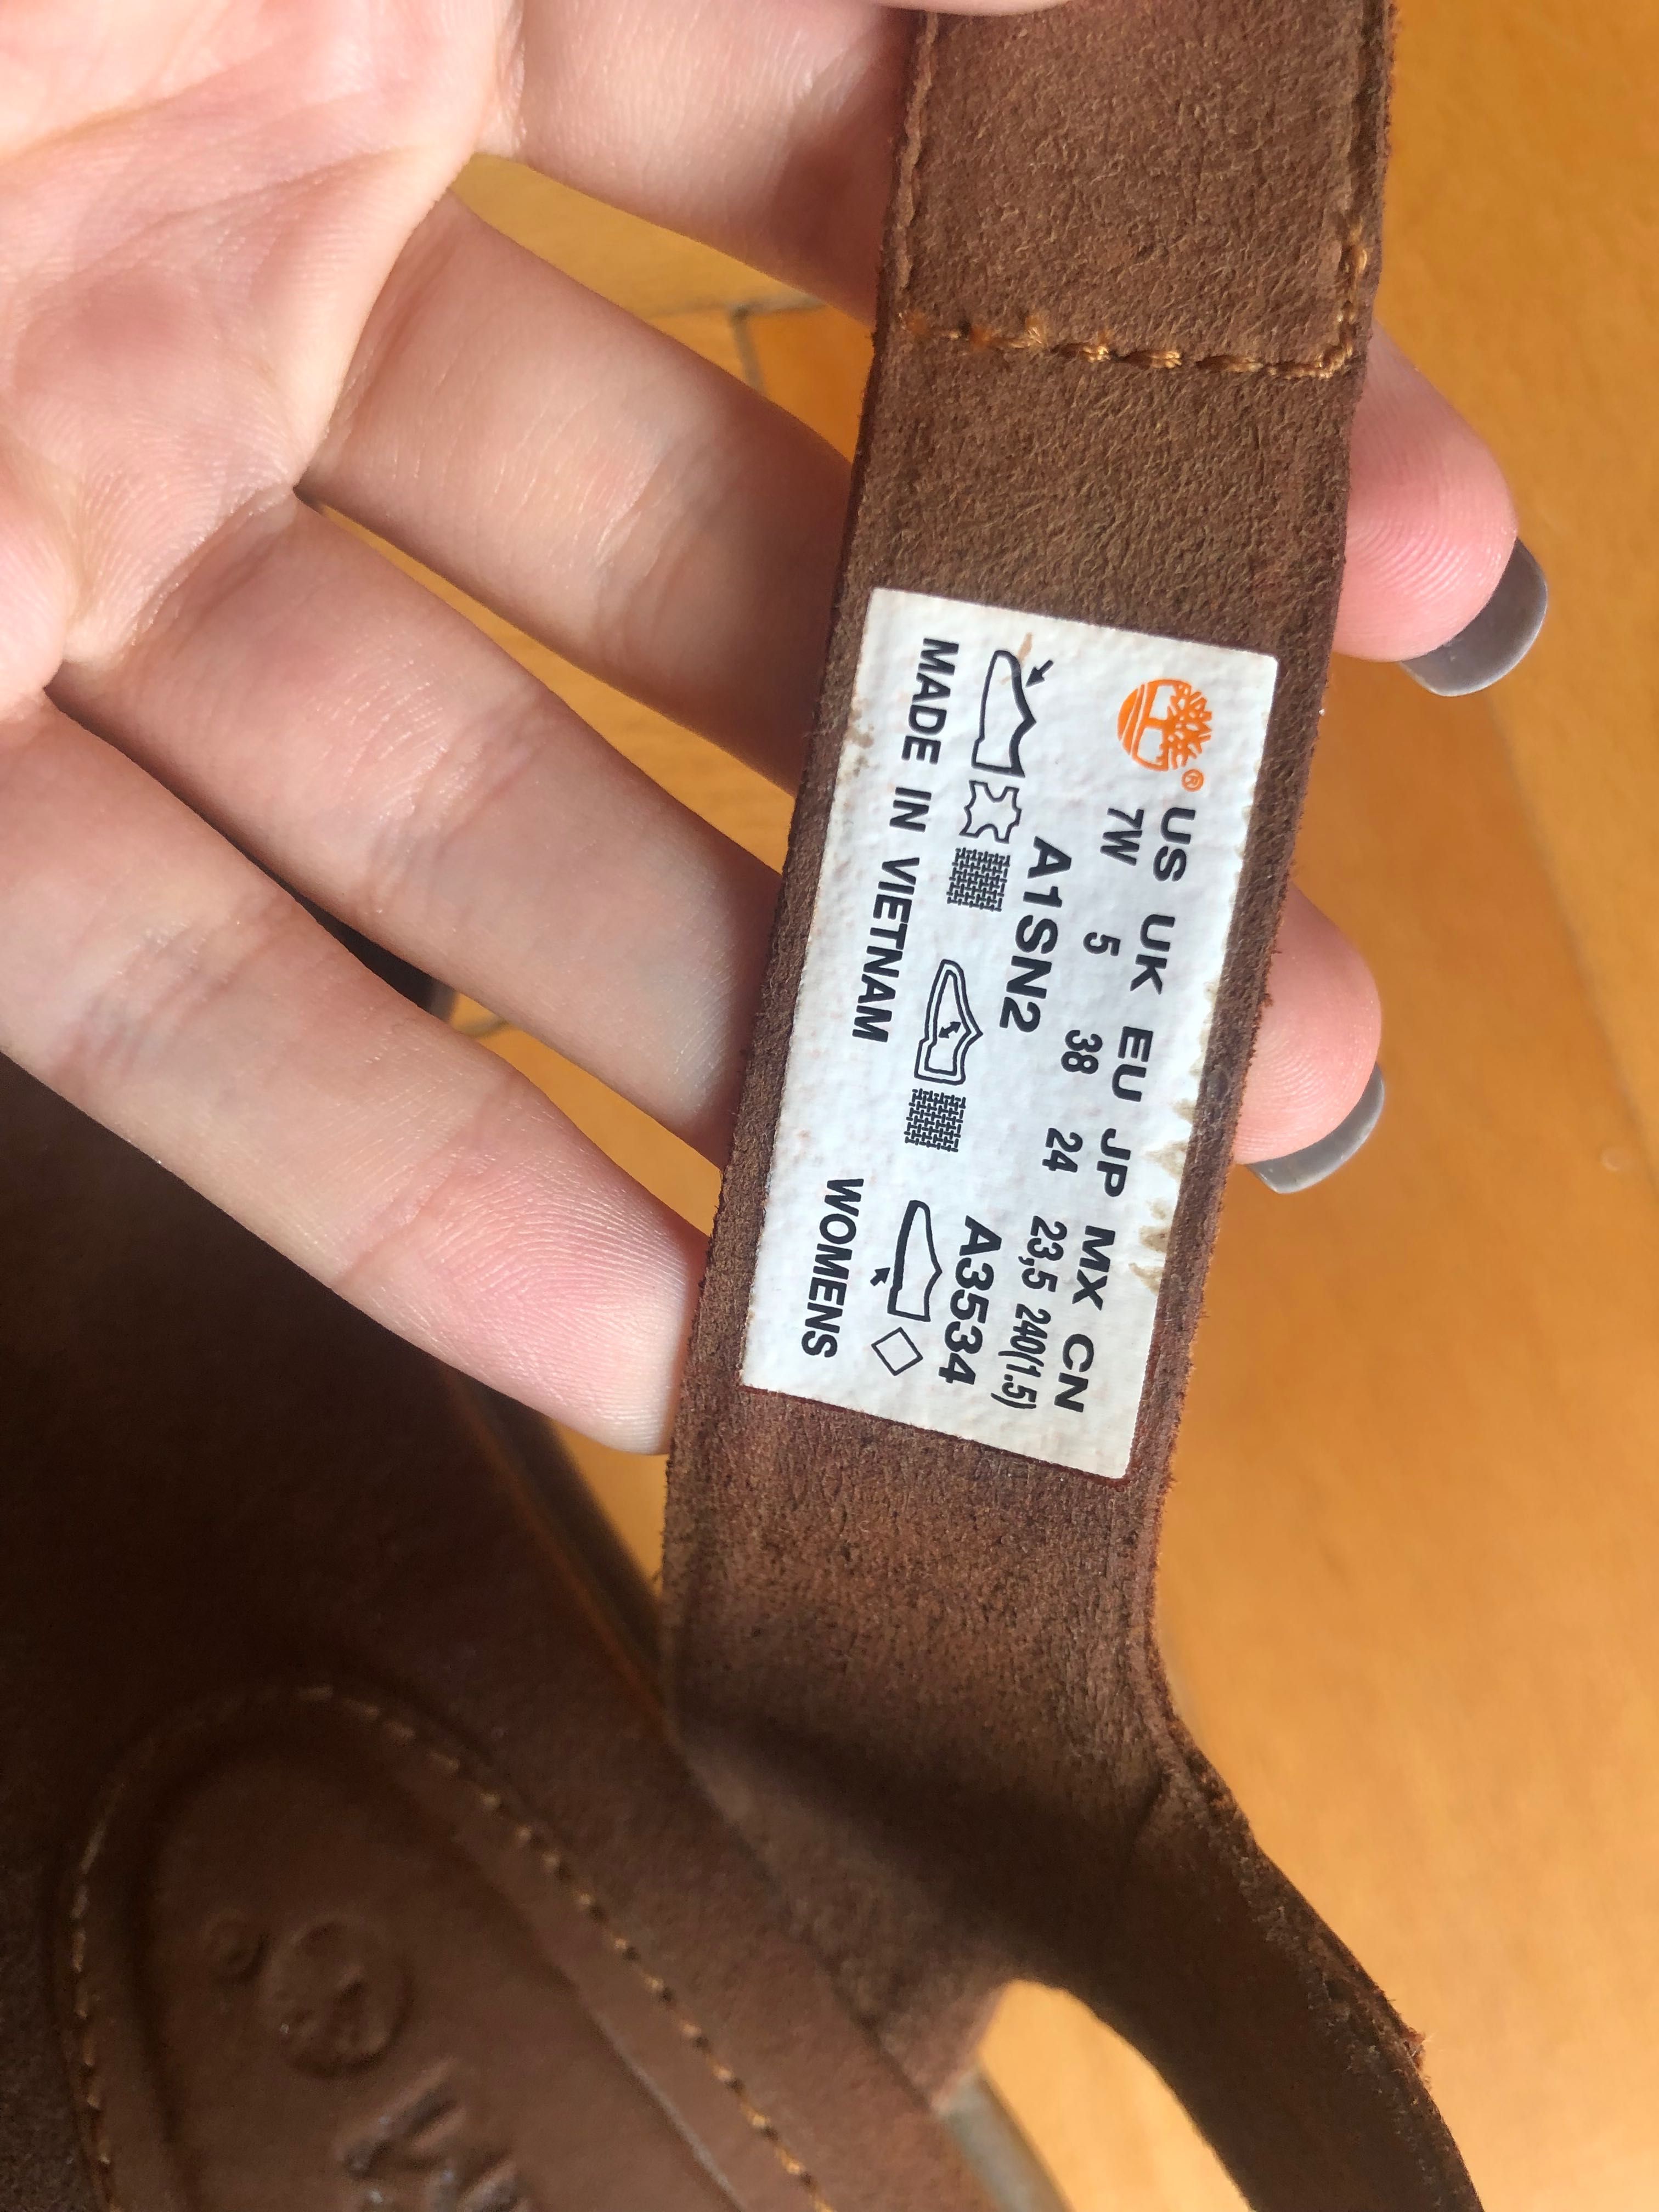 ® US UK EU JP MX CN
7W 5 38 24 23,5 240(1.5)
A1SN2 A3534
MADE IN VIETNAM WOMENS